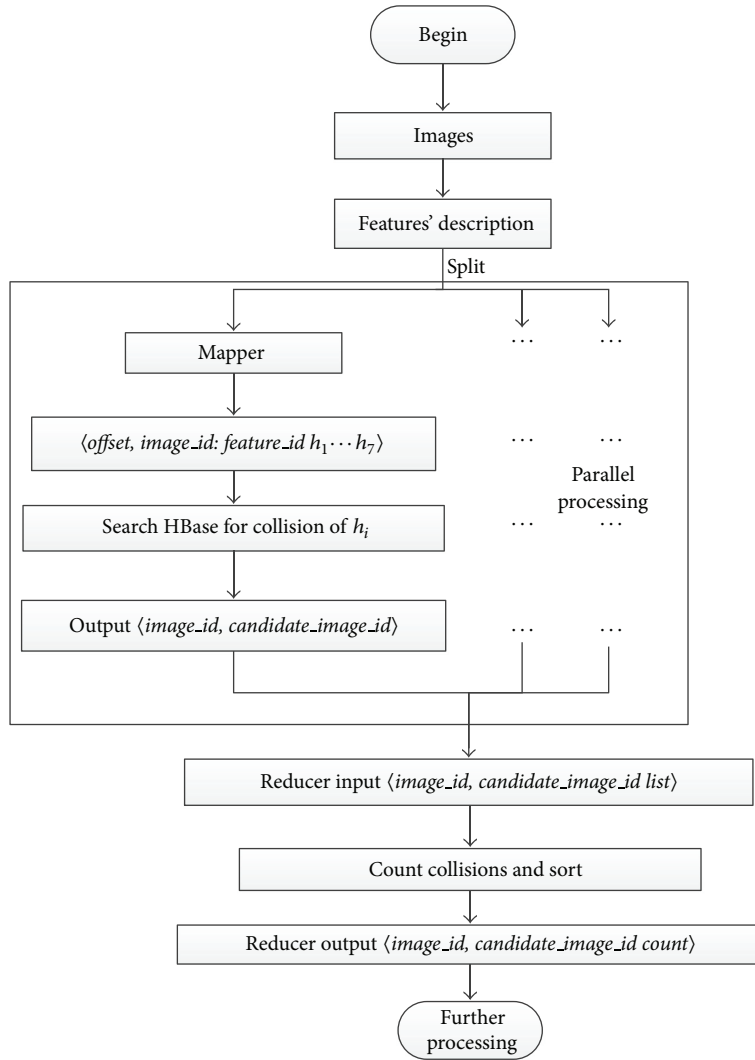 Begin
Images
Features’ description
Split
Mapper
... ...
⟨offset, image_id: feature_id h₁⋯h₇⟩
... ...
Parallel
processing
Search HBase for collision of hᵢ
... ...
Output ⟨image_id, candidate_image_id⟩
... ...
Reducer input ⟨image_id, candidate_image_id list⟩
Count collisions and sort
Reducer output ⟨image_id, candidate_image_id count⟩
Further
processing